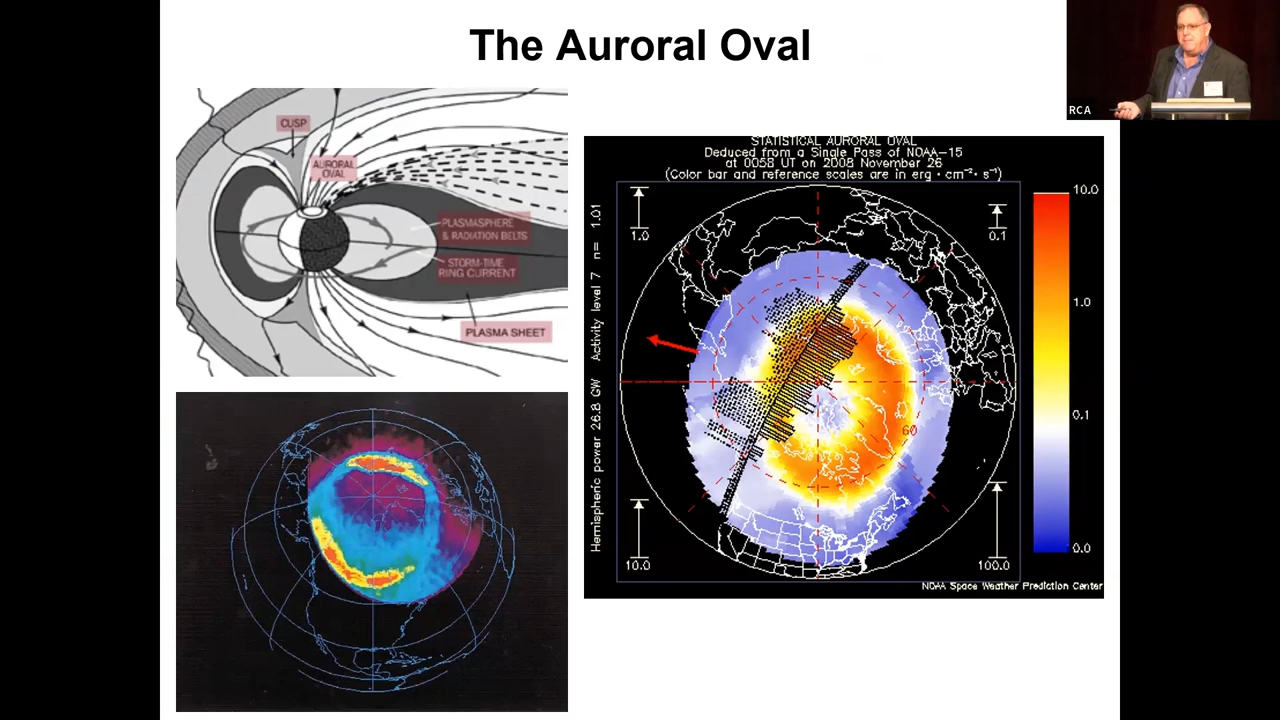 The Auroral Oval
RCA
CUSP
AURORAL
OVAL
PLASMASPHERE
& RADIATION BELTS
STORM-TIME
RING CURRENT
PLASMA SHEET
STATISTICAL AURORAL OVAL
Deduced from a Single Pass of NOAA-15
at 0058 UT on 2008 November 26
(Color bar and reference scales are in erg · cm⁻² · s⁻¹)
Hemispheric power 26.8 GW Activity level 7 n= 1.01
1.0
0.1
10.0
1.0
0.1
0.0
60
10.0
100.0
NOAA Space Weather Prediction Center